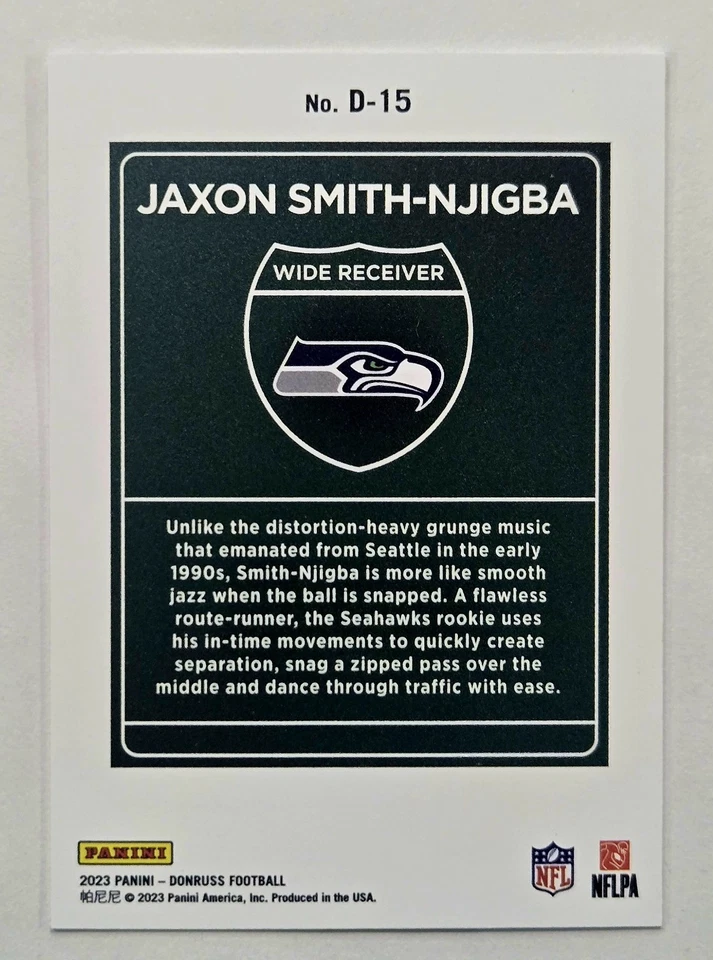 No. D-15
JAXON SMITH-NJIGBA
WIDE RECEIVER
Unlike the distortion-heavy grunge music
that emanated from Seattle in the early
1990s, Smith-Njigba is more like smooth
jazz when the ball is snapped. A flawless
route-runner, the Seahawks rookie uses
his in-time movements to quickly create
separation, snag a zipped pass over the
middle and dance through traffic with ease.
PANINI
2023 PANINI – DONRUSS FOOTBALL
帕尼尼 © 2023 Panini America, Inc. Produced in the USA.
NFL
NFLPA